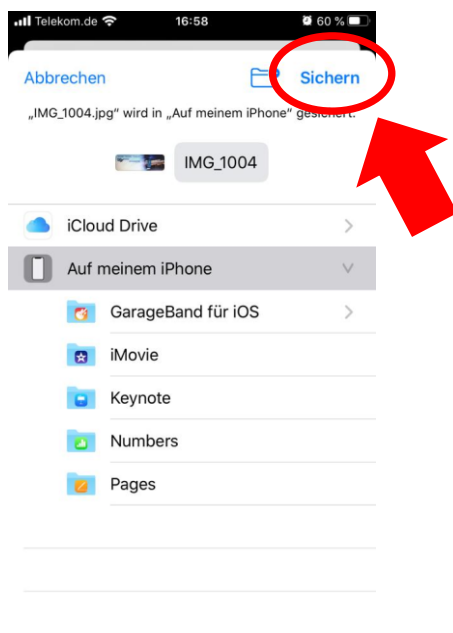 Telekom.de 16:58 60 %
Abbrechen Sichern
„IMG_1004.jpg“ wird in „Auf meinem iPhone“ gesichert.
IMG_1004
iCloud Drive
Auf meinem iPhone
GarageBand für iOS
iMovie
Keynote
Numbers
Pages